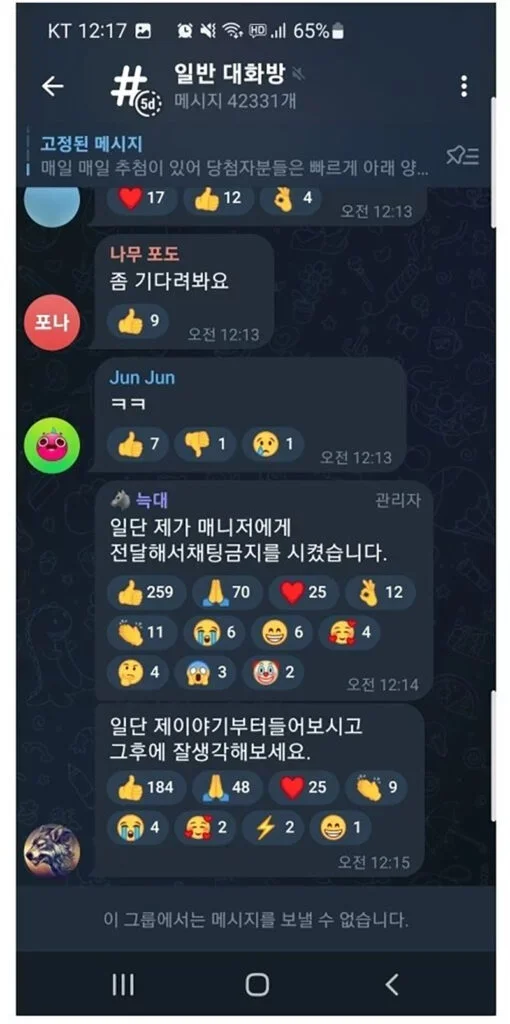 KT 12:17 HD 65%
# 5d 일반 대화방
메시지 42331개
고정된 메시지
매일 매일 추첨이 있어 당첨자분들은 빠르게 아래 양...
17 12 4
오전 12:13
나무 포도
좀 기다려봐요
포나
9
오전 12:13
Jun Jun
ㅋㅋ
7 1 1
오전 12:13
늑대 관리자
일단 제가 매니저에게
전달해서채팅금지를 시켰습니다.
259 70 25 12
11 6 6 4
4 3 2
오전 12:14
일단 제이야기부터들어보시고
그후에 잘생각해보세요.
184 48 25 9
4 2 2 1
오전 12:15
이 그룹에서는 메시지를 보낼 수 없습니다.